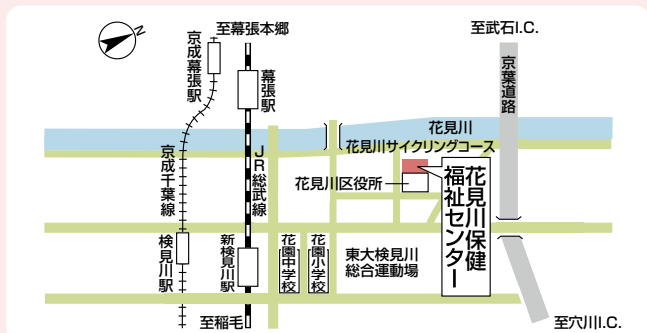 N
至幕張本郷
至武石I.C.
京成幕張駅
幕張駅
京葉道路
花見川
花見川サイクリングコース
京成千葉線
JR総武線
花見川区役所
花見川保健
福祉センター
検見川駅
新検見川駅
花園中学校
花園小学校
東大検見川
総合運動場
至稲毛
至穴川I.C.